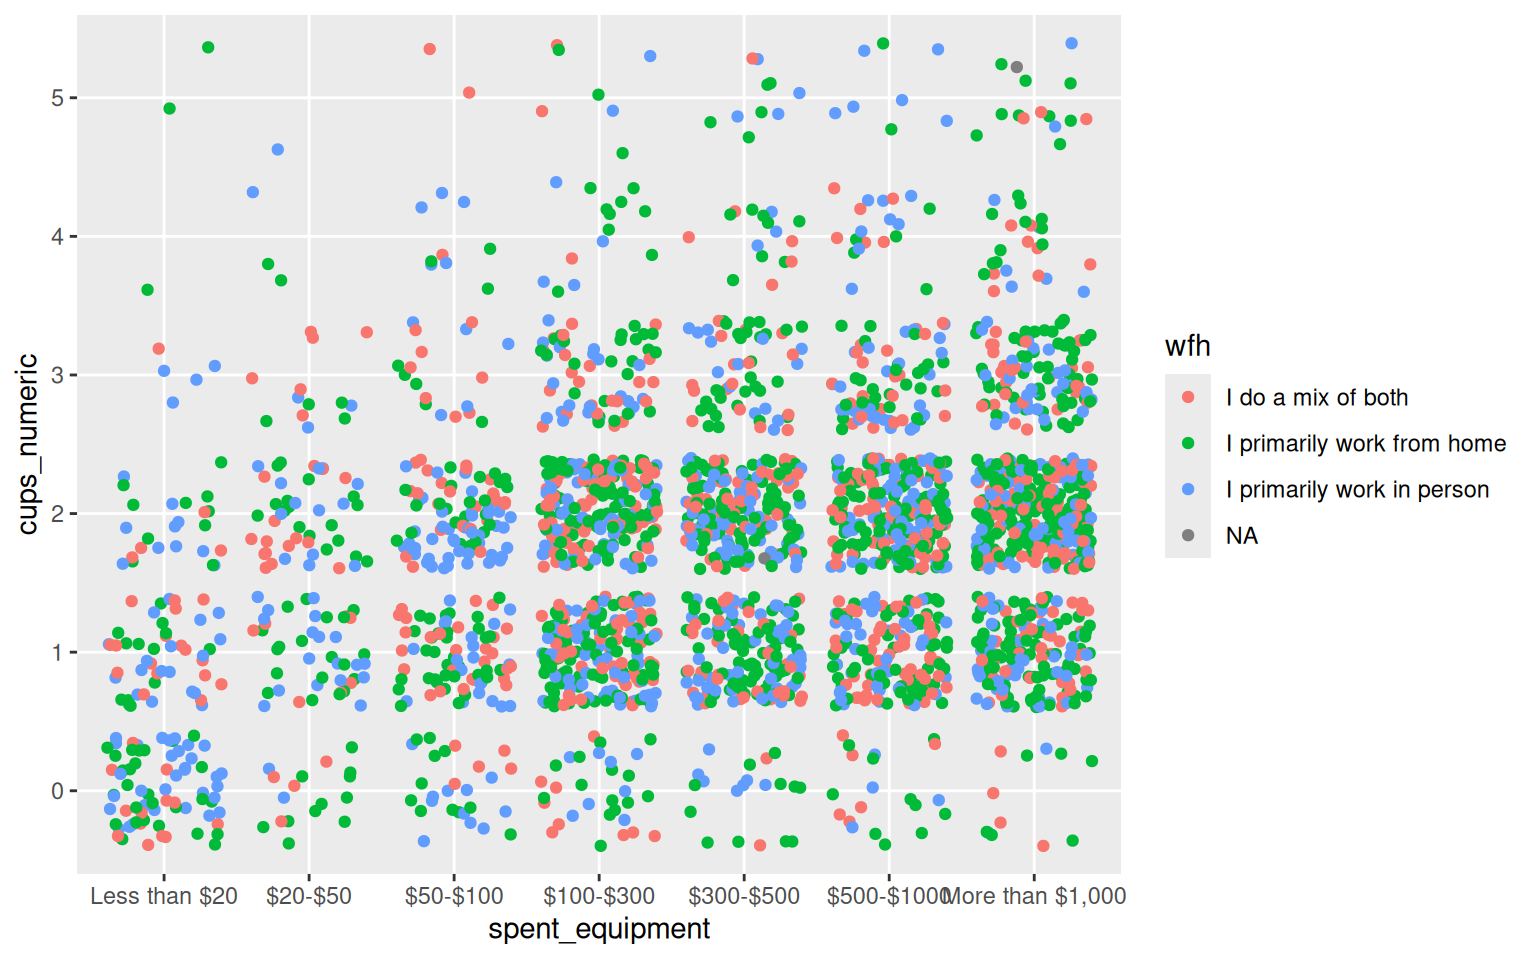 cups_numeric
5
4
3
2
1
0
Less than $20
$20-$50
$50-$100
$100-$300
$300-$500
$500-$1000
More than $1,000
spent_equipment
wfh
I do a mix of both
I primarily work from home
I primarily work in person
NA